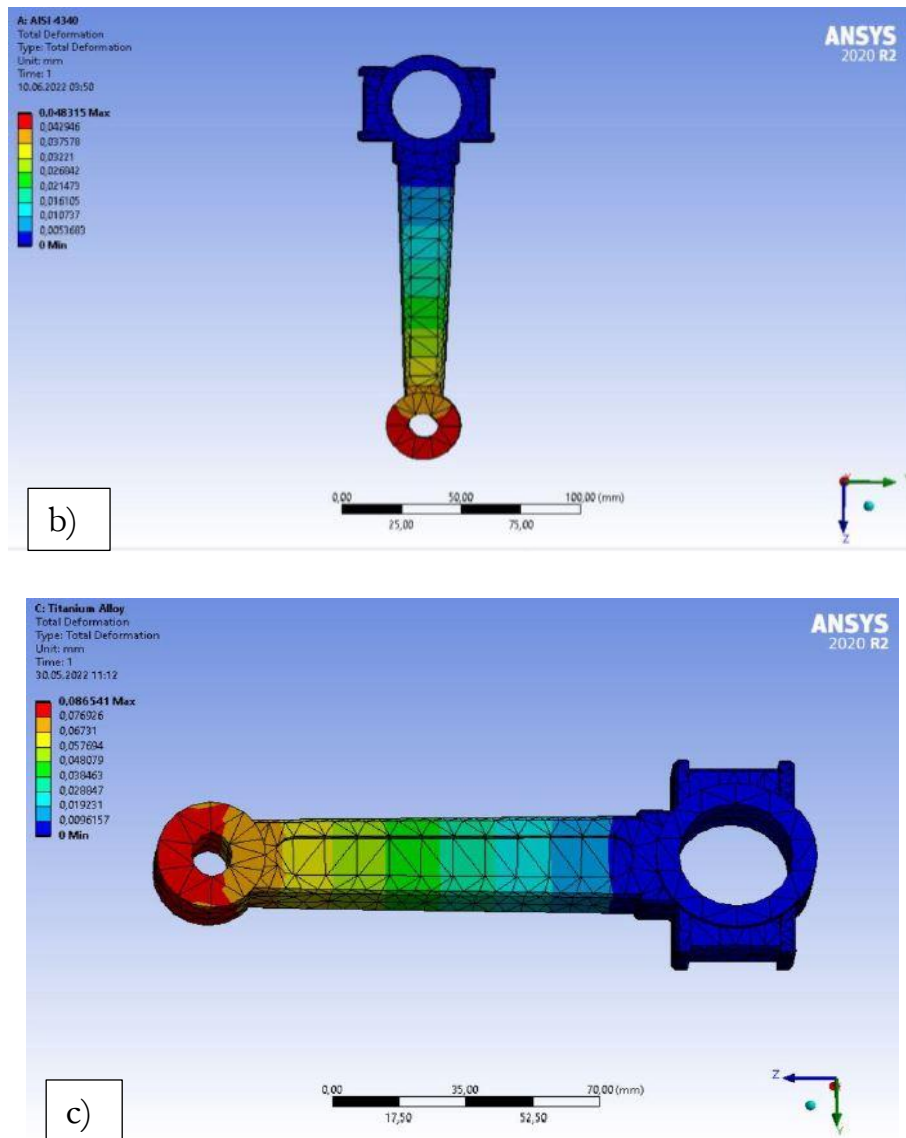 A: AISI 4340
Total Deformation
Type: Total Deformation
Unit: mm
Time: 1
10.06.2022 09:50
0,048315 Max
0,042946
0,037578
0,03221
0,026842
0,021473
0,016105
0,010737
0,0053683
0 Min
ANSYS
2020 R2
0,00 50,00 100,00 (mm)
25,00 75,00
Z
b)
C: Titanium Alloy
Total Deformation
Type: Total Deformation
Unit: mm
Time: 1
30.05.2022 11:12
0,086541 Max
0,076926
0,06731
0,057694
0,048079
0,038463
0,028847
0,019231
0,0096157
0 Min
ANSYS
2020 R2
0,00 35,00 70,00 (mm)
17,50 52,50
Z
Y
c)